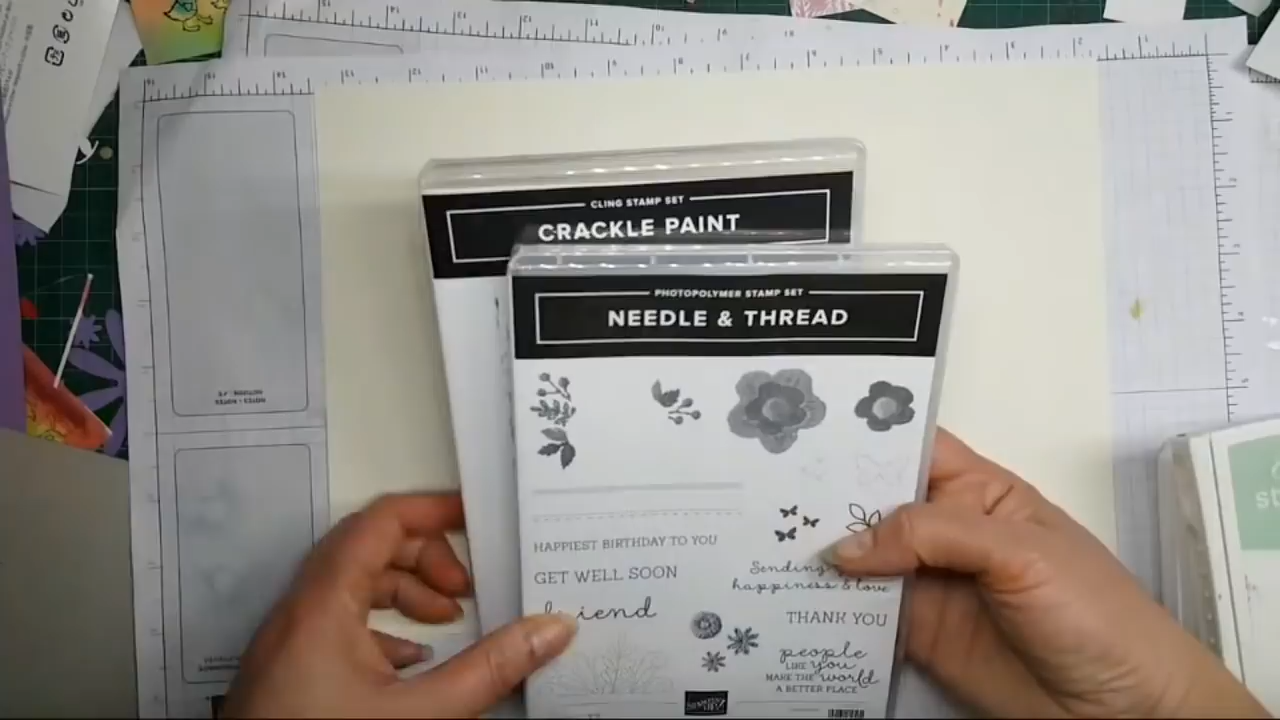 CLING STAMP SET
CRACKLE PAINT
PHOTOPOLYMER STAMP SET
NEEDLE & THREAD
HAPPIEST BIRTHDAY TO YOU
GET WELL SOON
friend
Sending
happiness & love
THANK YOU
people
LIKE you
MAKE THE world
A BETTER PLACE